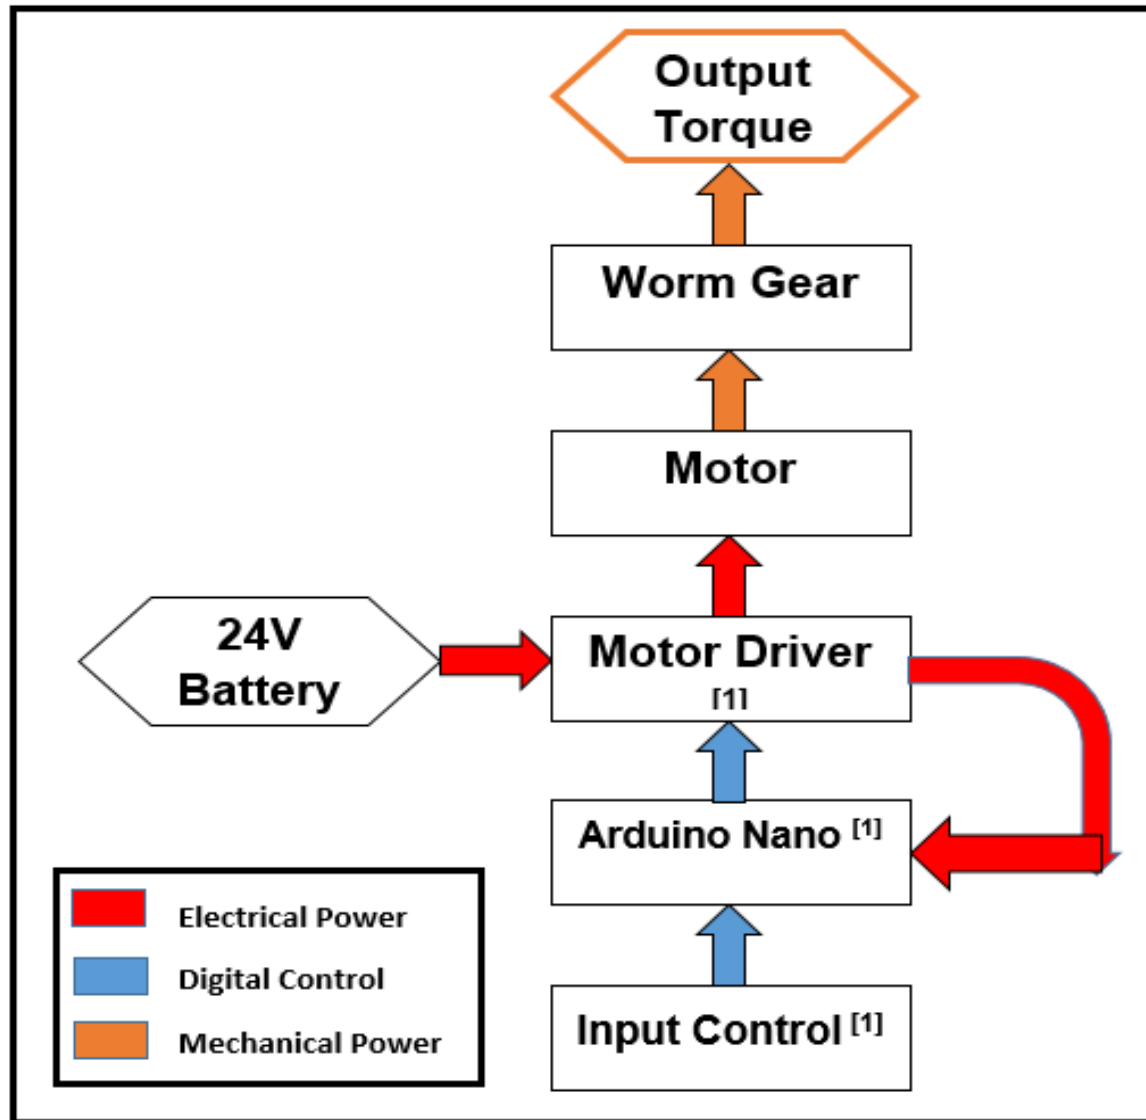 Output
Torque
Worm Gear
Motor
24V
Battery
Motor Driver
[1]
Arduino Nano [1]
Input Control [1]
Electrical Power
Digital Control
Mechanical Power